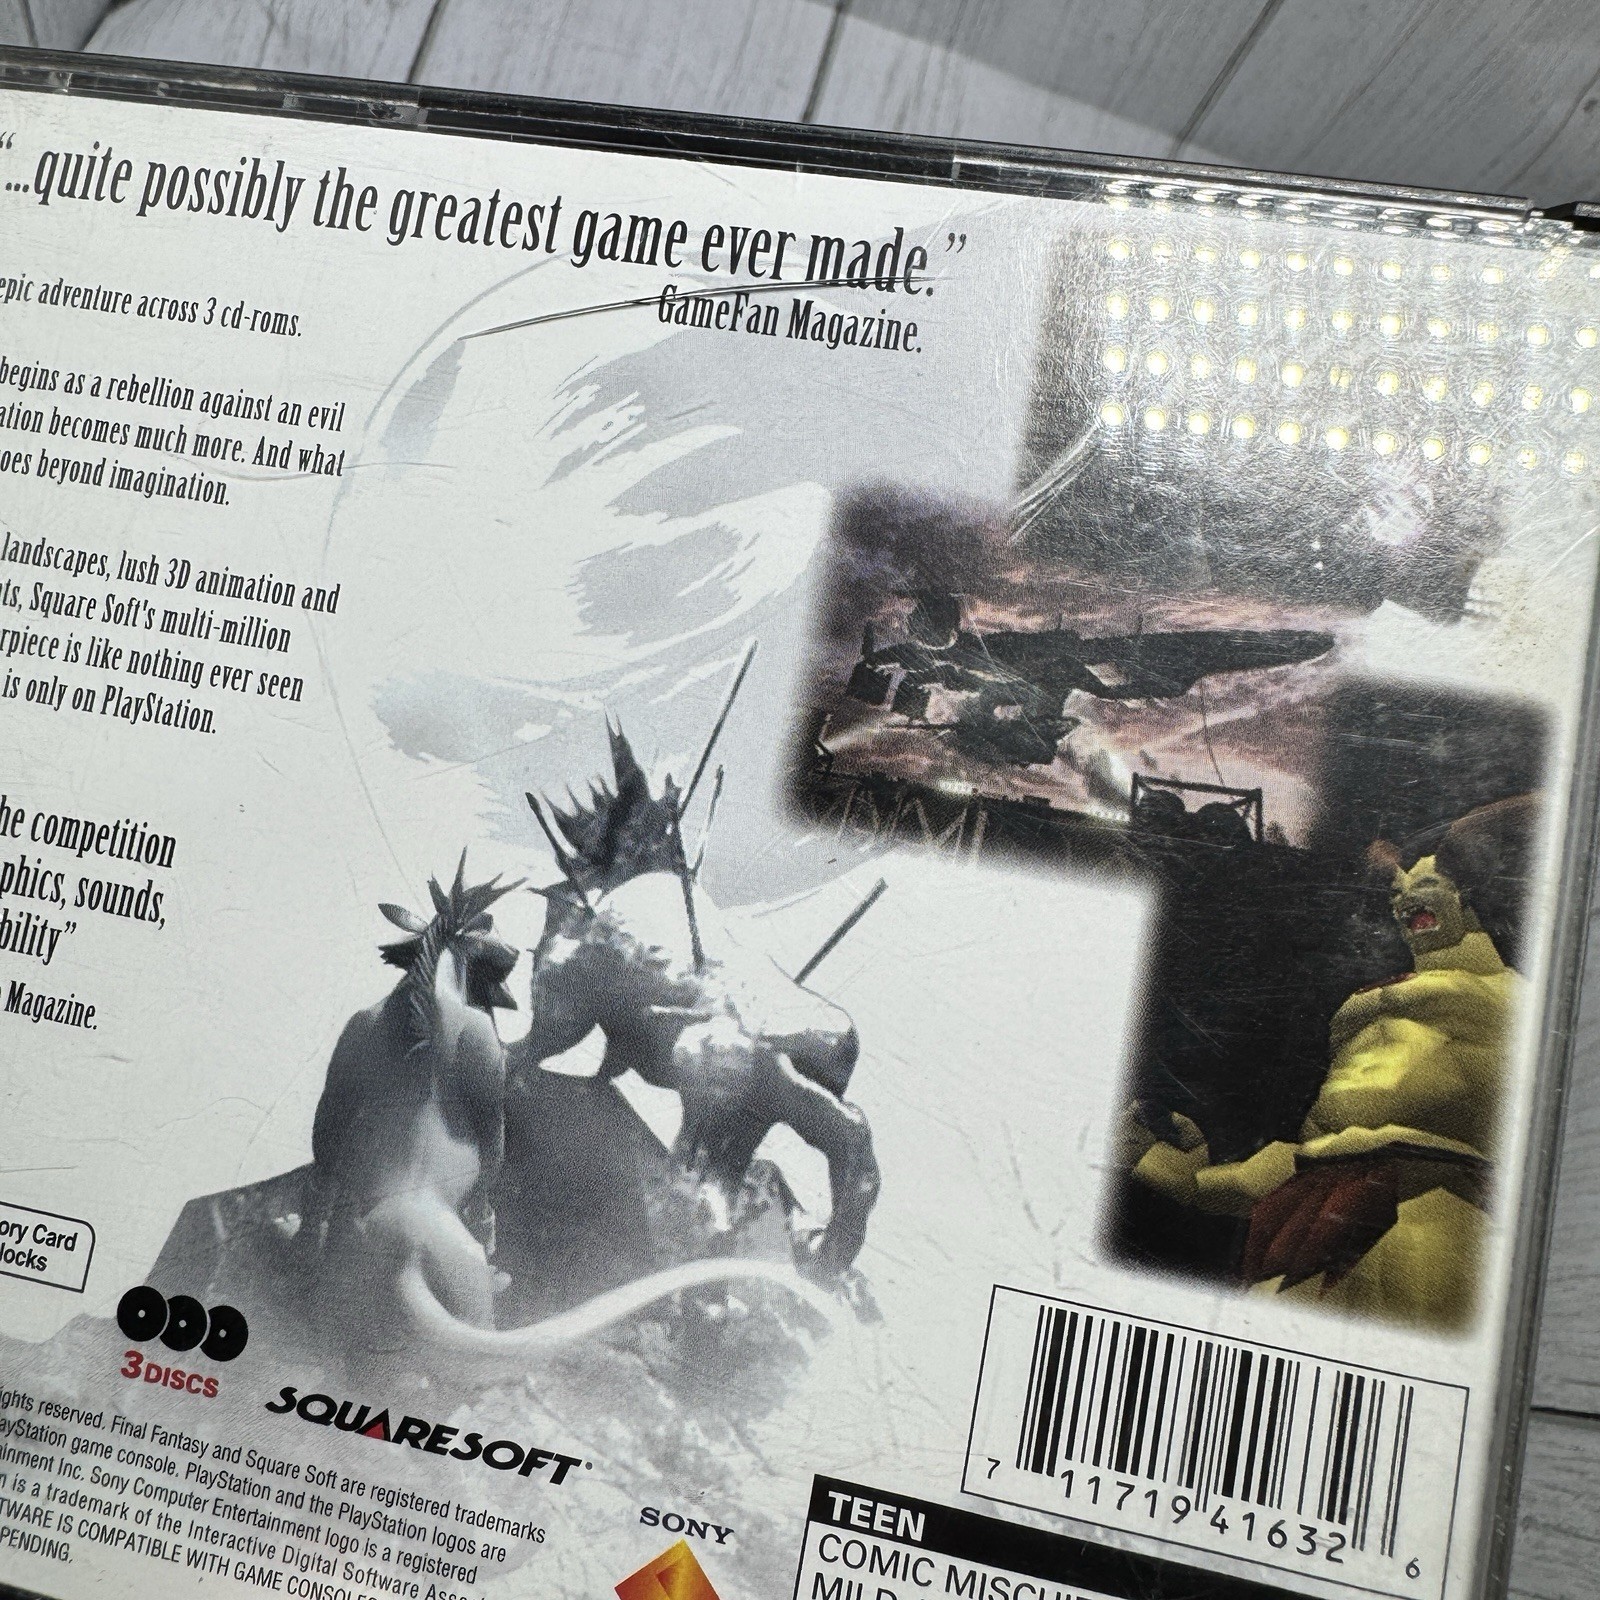 “...quite possibly the greatest game ever made.”
GameFan Magazine.
epic adventure across 3 cd-roms.
begins as a rebellion against an evil
ation becomes much more. And what
oes beyond imagination.
landscapes, lush 3D animation and
ts, Square Soft's multi-million
rpiece is like nothing ever seen
is only on PlayStation.
he competition
phics, sounds,
bility”
Magazine.
ory Card
locks
3 DISCS
SQUARESOFT
ights reserved. Final Fantasy and Square Soft are registered trademarks
ayStation game console. PlayStation and the PlayStation logos are
ainment Inc. Sony Computer Entertainment logo is a registered
n is a trademark of the Interactive Digital Software Asso
TWARE IS COMPATIBLE WITH GAME CONSOL
PENDING.
SONY
7 11719 41632 6
TEEN
COMIC MISCHI
MILD